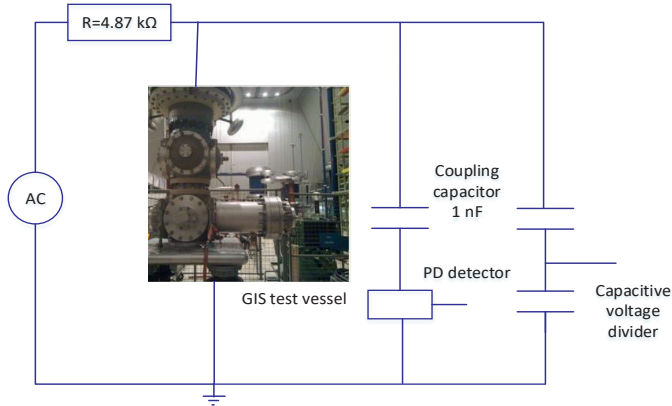 R=4.87 kΩ
AC
Coupling
capacitor
1 nF
PD detector
GIS test vessel
Capacitive
voltage
divider